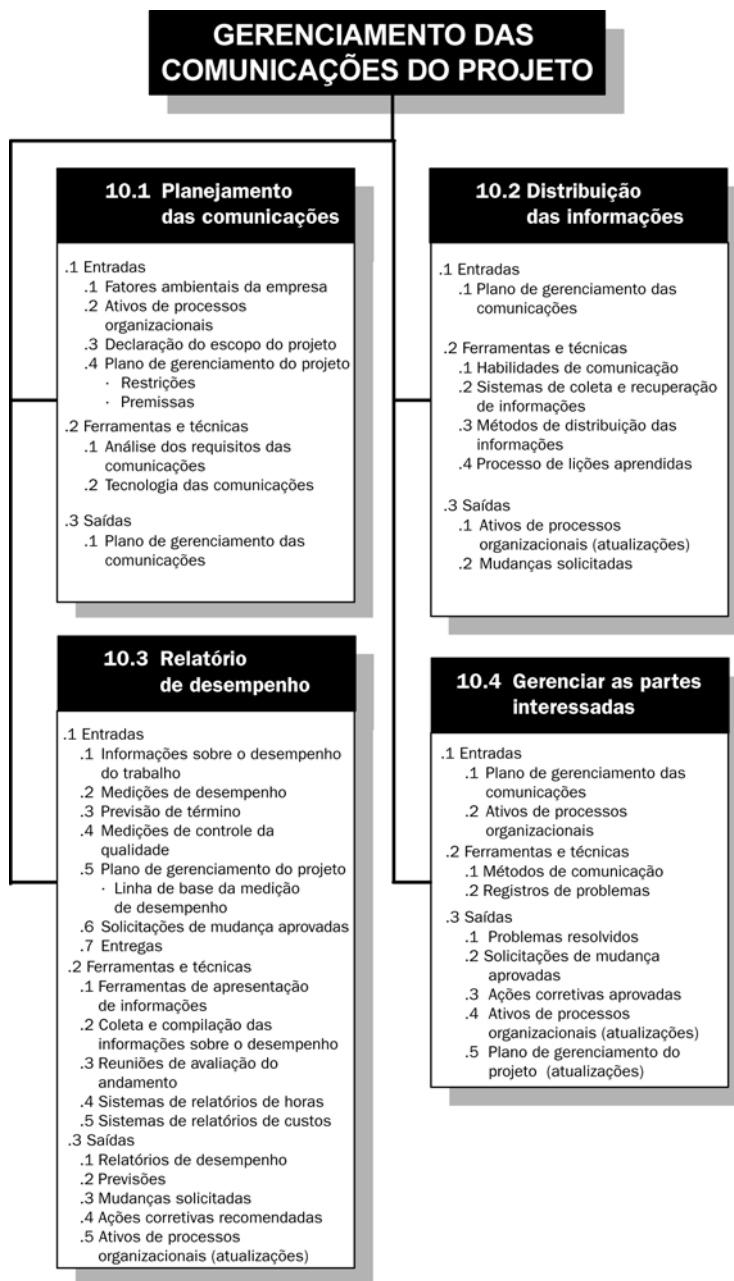 GERENCIAMENTO DAS
COMUNICAÇÕES DO PROJETO
10.1 Planejamento
das comunicações
.1 Entradas
.1 Fatores ambientais da empresa
.2 Ativos de processos
organizacionais
.3 Declaração do escopo do projeto
.4 Plano de gerenciamento do projeto
· Restrições
· Premissas
.2 Ferramentas e técnicas
.1 Análise dos requisitos das
comunicações
.2 Tecnologia das comunicações
.3 Saídas
.1 Plano de gerenciamento das
comunicações
10.2 Distribuição
das informações
.1 Entradas
.1 Plano de gerenciamento das
comunicações
.2 Ferramentas e técnicas
.1 Habilidades de comunicação
.2 Sistemas de coleta e recuperação
de informações
.3 Métodos de distribuição das
informações
.4 Processo de lições aprendidas
.3 Saídas
.1 Ativos de processos
organizacionais (atualizações)
.2 Mudanças solicitadas
10.3 Relatório
de desempenho
.1 Entradas
.1 Informações sobre o desempenho
do trabalho
.2 Medições de desempenho
.3 Previsão de término
.4 Medições de controle da
qualidade
.5 Plano de gerenciamento do projeto
· Linha de base da medição
de desempenho
.6 Solicitações de mudança aprovadas
.7 Entregas
.2 Ferramentas e técnicas
.1 Ferramentas de apresentação
de informações
.2 Coleta e compilação das
informações sobre o desempenho
.3 Reuniões de avaliação do
andamento
.4 Sistemas de relatórios de horas
.5 Sistemas de relatórios de custos
.3 Saídas
.1 Relatórios de desempenho
.2 Previsões
.3 Mudanças solicitadas
.4 Ações corretivas recomendadas
.5 Ativos de processos
organizacionais (atualizações)
10.4 Gerenciar as partes
interessadas
.1 Entradas
.1 Plano de gerenciamento das
comunicações
.2 Ativos de processos
organizacionais
.2 Ferramentas e técnicas
.1 Métodos de comunicação
.2 Registros de problemas
.3 Saídas
.1 Problemas resolvidos
.2 Solicitações de mudança
aprovadas
.3 Ações corretivas aprovadas
.4 Ativos de processos
organizacionais (atualizações)
.5 Plano de gerenciamento do
projeto (atualizações)